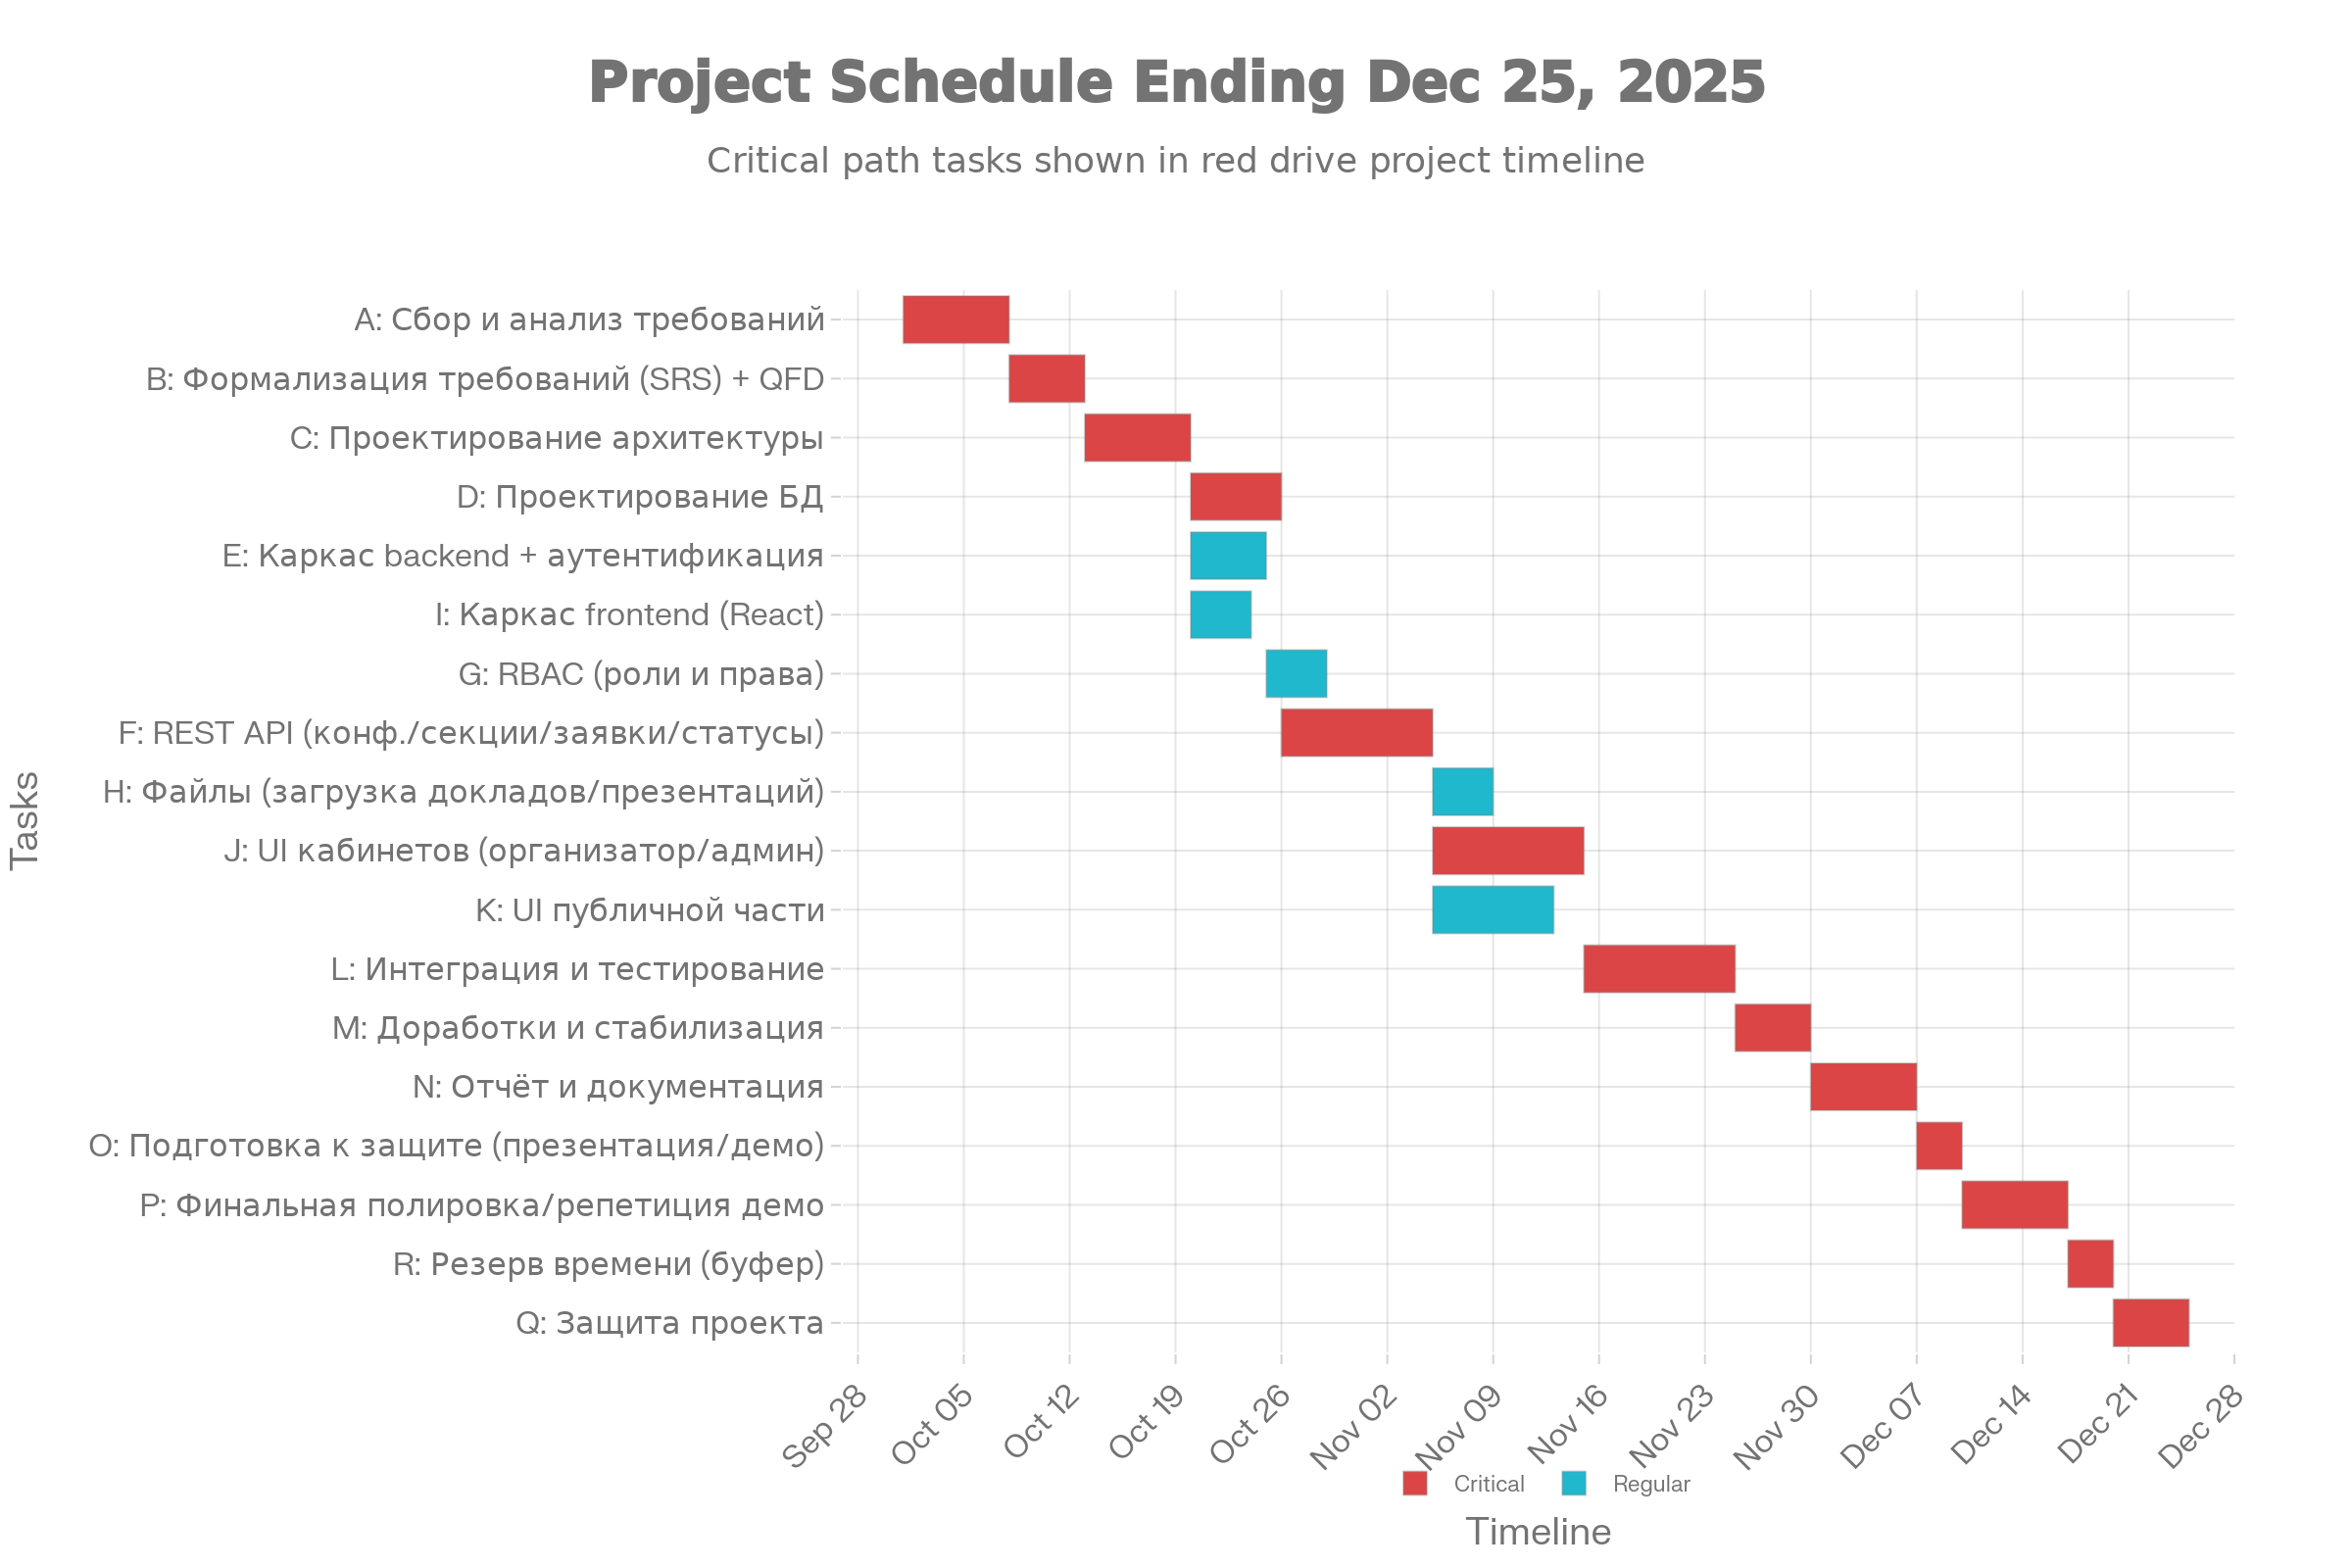 Project Schedule Ending Dec 25, 2025
Critical path tasks shown in red drive project timeline
Tasks
A: Сбор и анализ требований
B: Формализация требований (SRS) + QFD
C: Проектирование архитектуры
D: Проектирование БД
E: Каркас backend + аутентификация
I: Каркас frontend (React)
G: RBAC (роли и права)
F: REST API (конф./секции/заявки/статусы)
H: Файлы (загрузка докладов/презентаций)
J: UI кабинетов (организатор/админ)
K: UI публичной части
L: Интеграция и тестирование
M: Доработки и стабилизация
N: Отчёт и документация
O: Подготовка к защите (презентация/демо)
P: Финальная полировка/репетиция демо
R: Резерв времени (буфер)
Q: Защита проекта
Sep 28
Oct 05
Oct 12
Oct 19
Oct 26
Nov 02
Nov 09
Nov 16
Nov 23
Nov 30
Dec 07
Dec 14
Dec 21
Dec 28
Critical
Regular
Timeline